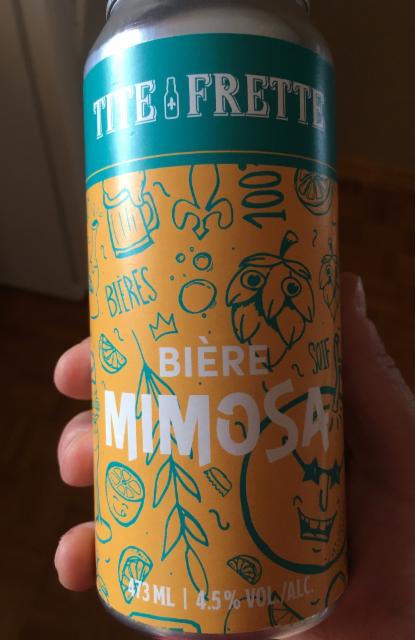 TITE FRETTE
100%
BIÈRES
SOIF
BIÈRE
MIMOSA
473 ML | 4.5 % VOL./ALC.